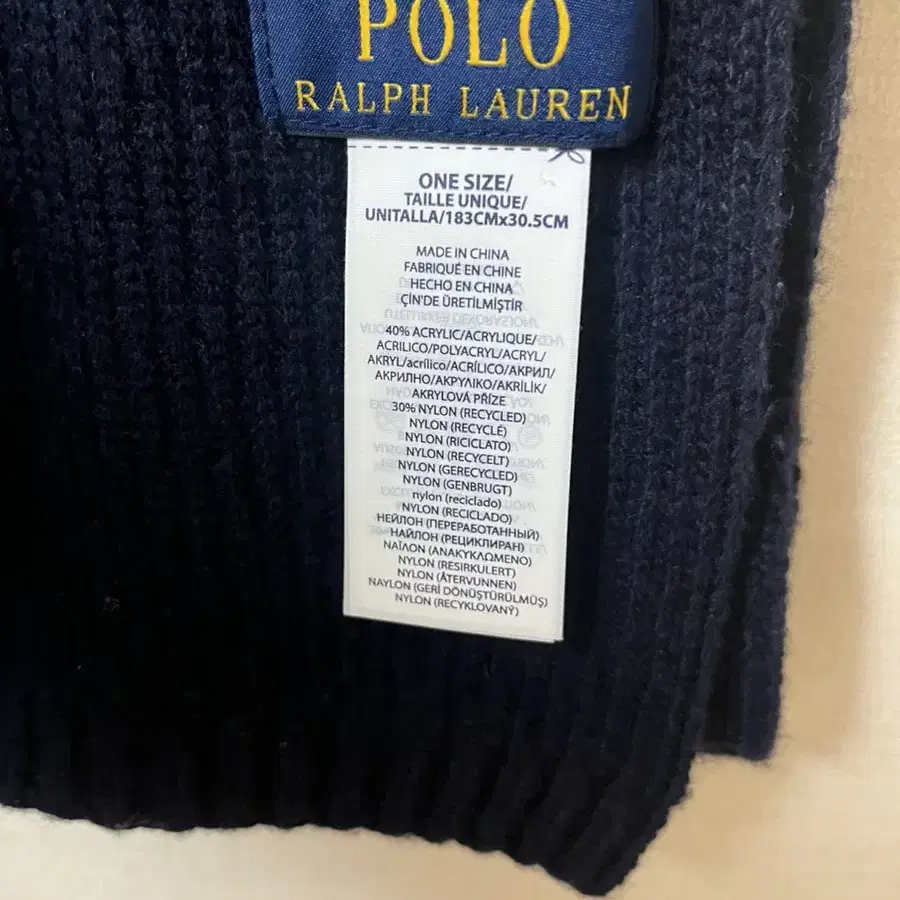 POLO
RALPH LAUREN
ONE SIZE/
TAILLE UNIQUE/
UNITALLA/183CMx30.5CM
MADE IN CHINA
FABRIQUÉ EN CHINE
HECHO EN CHINA
ÇİN'DE ÜRETİLMİŞTİR
40% ACRYLIC/ACRYLIQUE/
ACRILICO/POLYACRYL/ACRYL/
AKRYL/acrílico/ACRÍLICO/АКРИЛ/
АКРИЛНО/ΑΚΡΥΛΙΚΟ/AKRİLİK/
AKRYLOVÁ PŘÍZE
30% NYLON (RECYCLED)
NYLON (RECYCLÉ)
NYLON (RICICLATO)
NYLON (RECYCELT)
NYLON (GERECYCLED)
NYLON (GENBRUGT)
nylon (reciclado)
NYLON (RECICLADO)
НЕЙЛОН (ПЕРЕРАБОТАННЫЙ)
НАЙЛОН (РЕЦИКЛИРАН)
ΝΑΪΛΟΝ (ΑΝΑΚΥΚΛΩΜΕΝΟ)
NYLON (RESIRKULERT)
NYLON (ÅTERVUNNEN)
NAYLON (GERİ DÖNÜŞTÜRÜLMÜŞ)
NYLON (RECYKLOVANÝ)